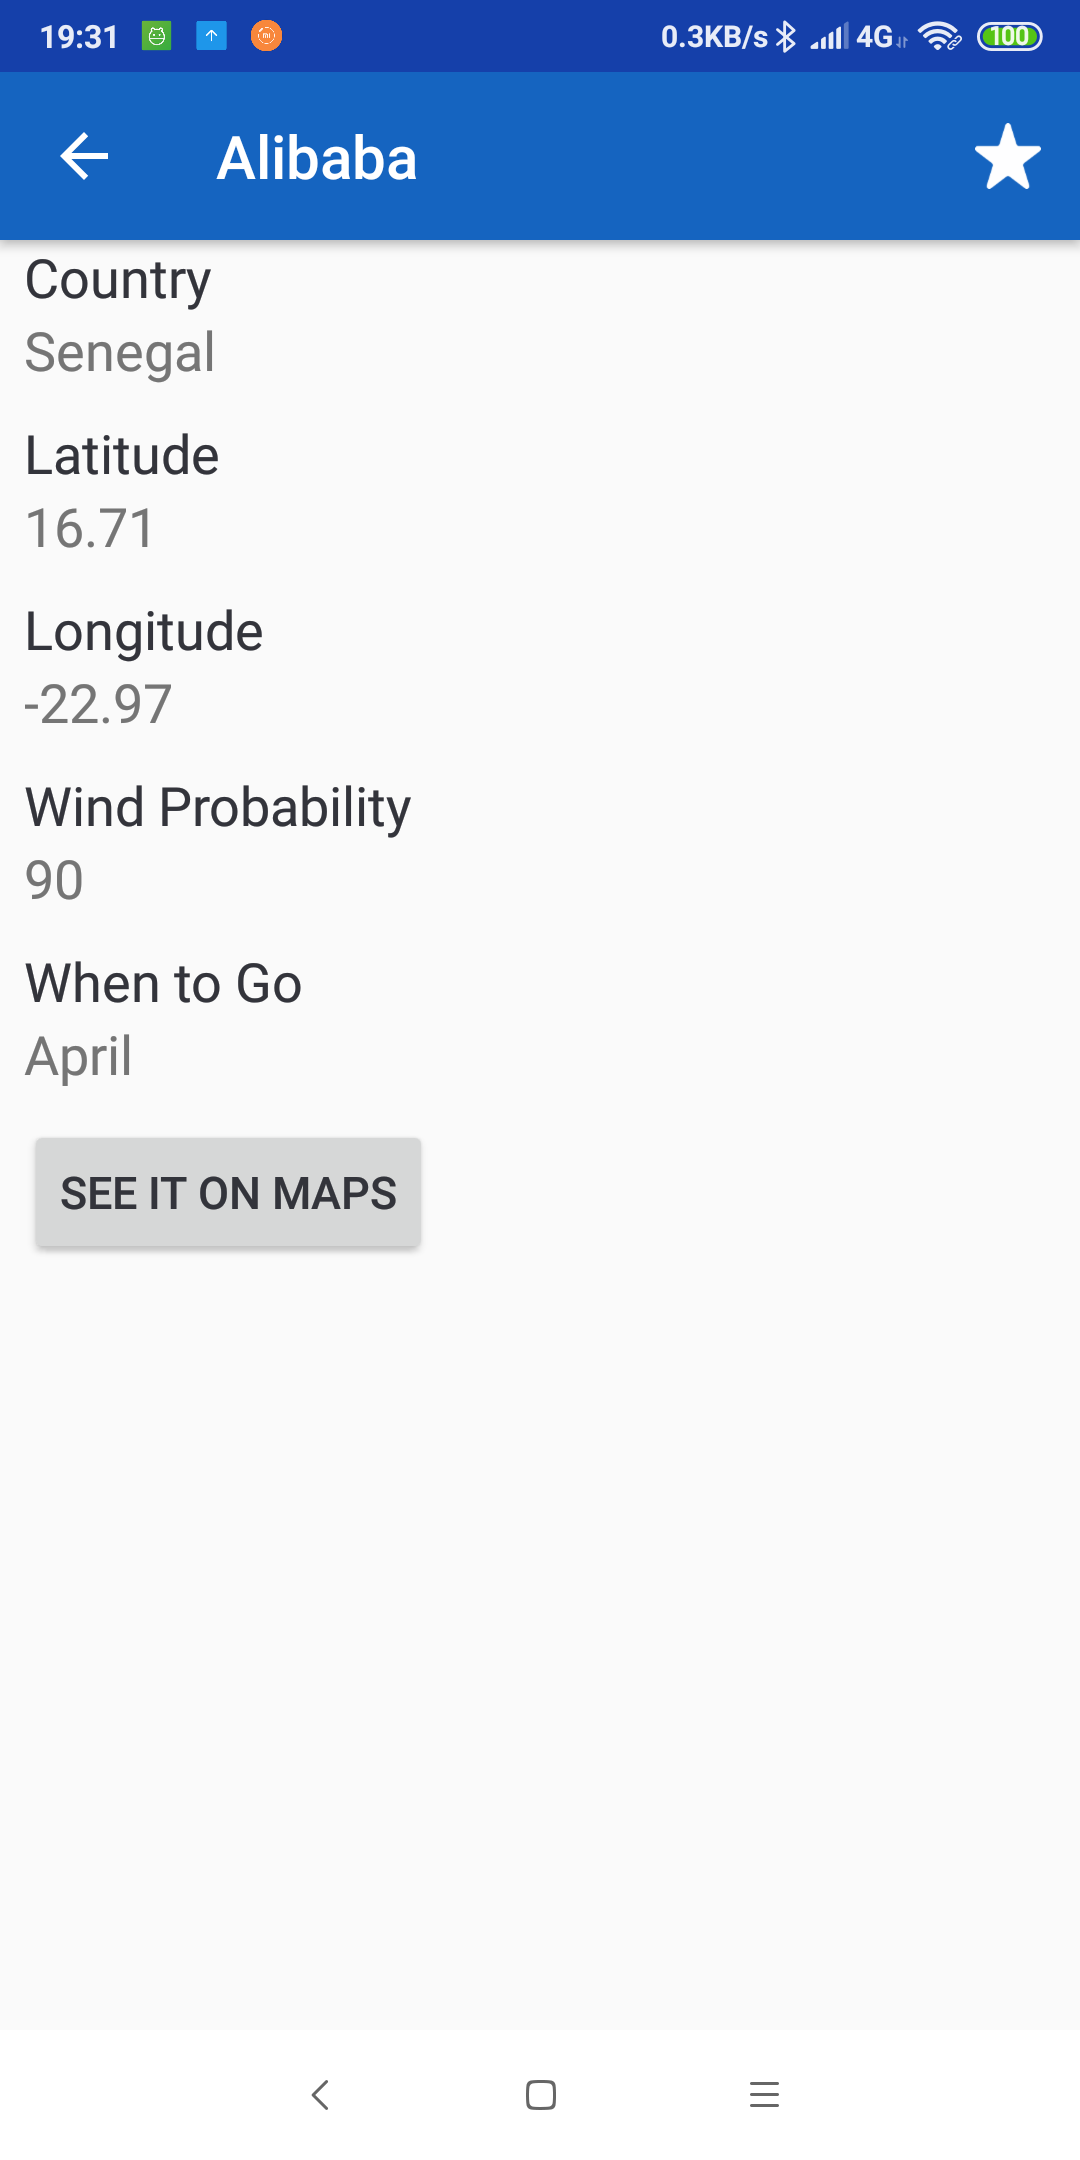 19:31 0.3KB/s 4G 100
Alibaba
Country
Senegal
Latitude
16.71
Longitude
-22.97
Wind Probability
90
When to Go
April
SEE IT ON MAPS